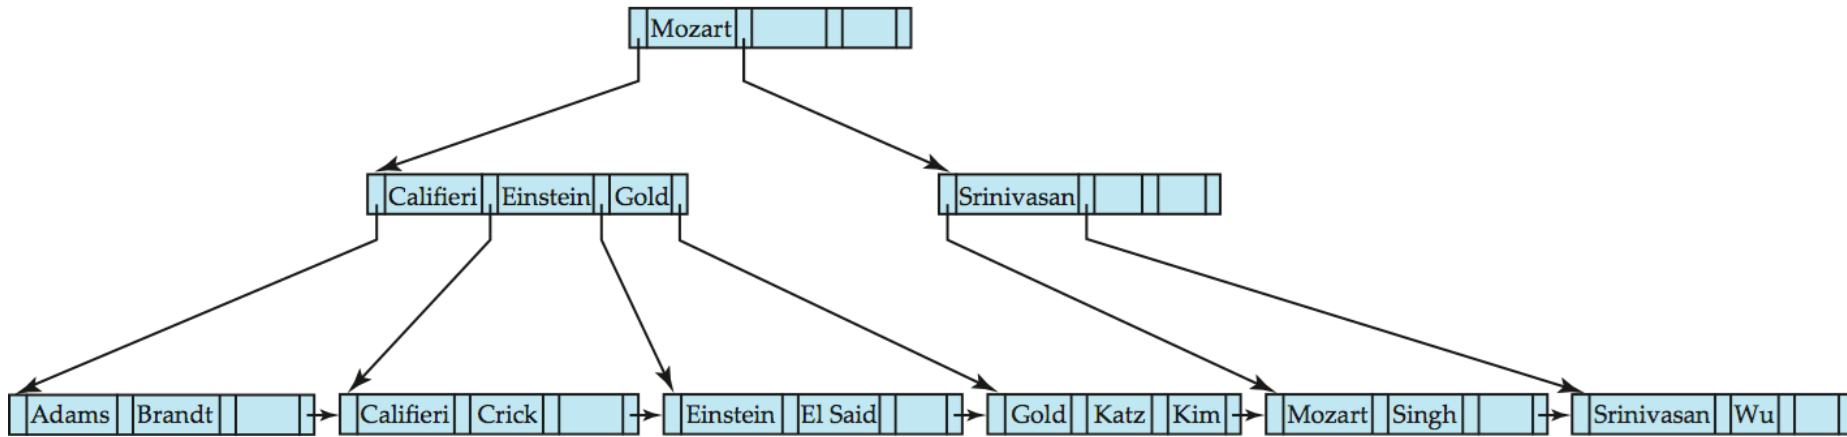 Mozart
Califieri Einstein Gold
Srinivasan
Adams Brandt
Califieri Crick
Einstein El Said
Gold Katz Kim
Mozart Singh
Srinivasan Wu